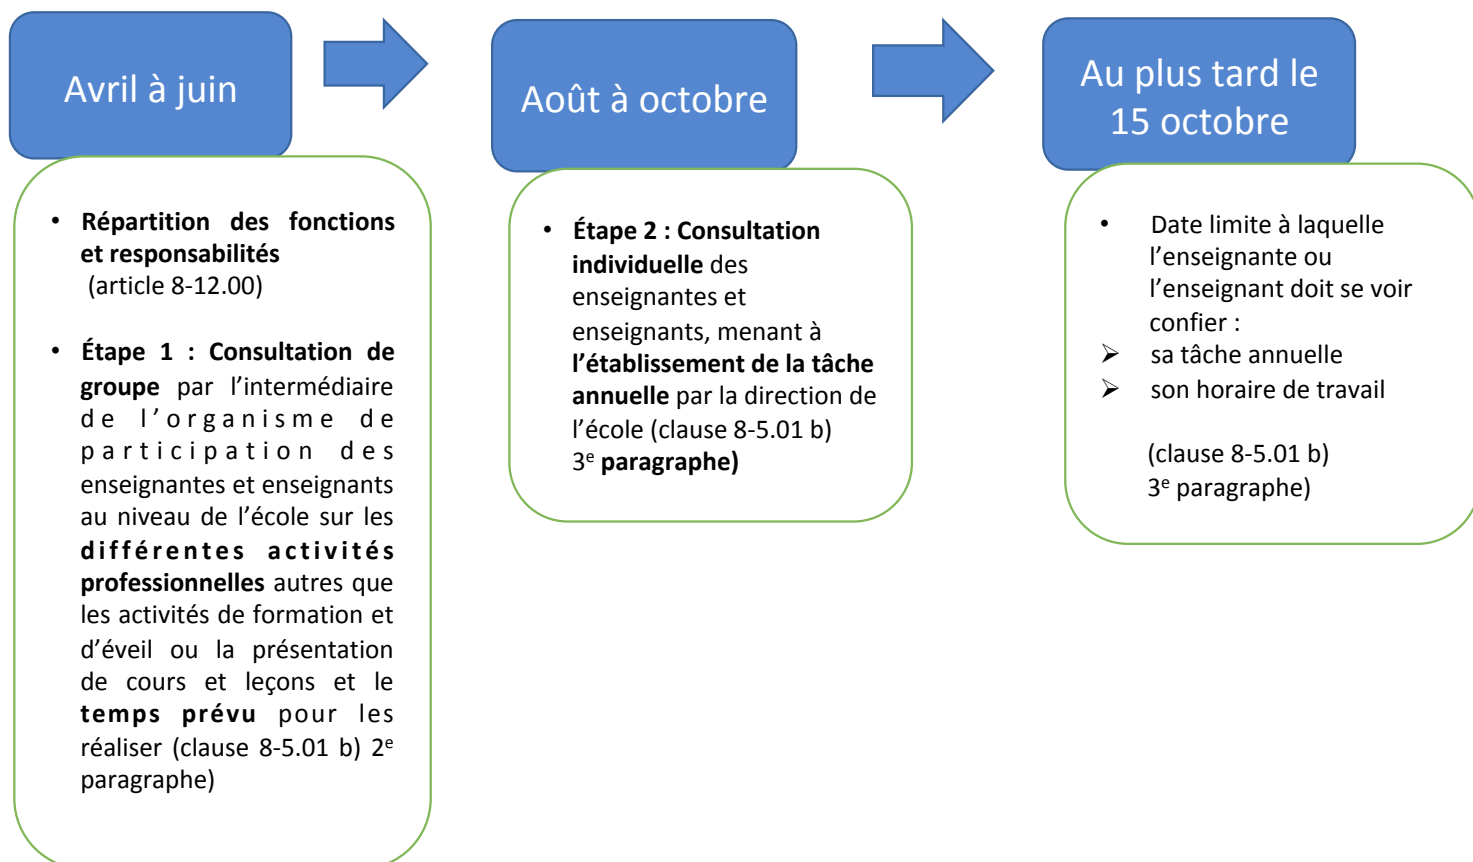 Avril à juin
• Répartition des fonctions
et responsabilités
(article 8-12.00)
• Étape 1 : Consultation de
groupe par l’intermédiaire
de l’organisme de
participation des
enseignantes et enseignants
au niveau de l’école sur les
différentes activités
professionnelles autres que
les activités de formation et
d’éveil ou la présentation
de cours et leçons et le
temps prévu pour les
réaliser (clause 8-5.01 b) 2e
paragraphe)
Août à octobre
• Étape 2 : Consultation
individuelle des
enseignantes et
enseignants, menant à
l’établissement de la tâche
annuelle par la direction de
l’école (clause 8-5.01 b)
3e paragraphe)
Au plus tard le
15 octobre
• Date limite à laquelle
l’enseignante ou
l’enseignant doit se voir
confier :
➢ sa tâche annuelle
➢ son horaire de travail
(clause 8-5.01 b)
3e paragraphe)